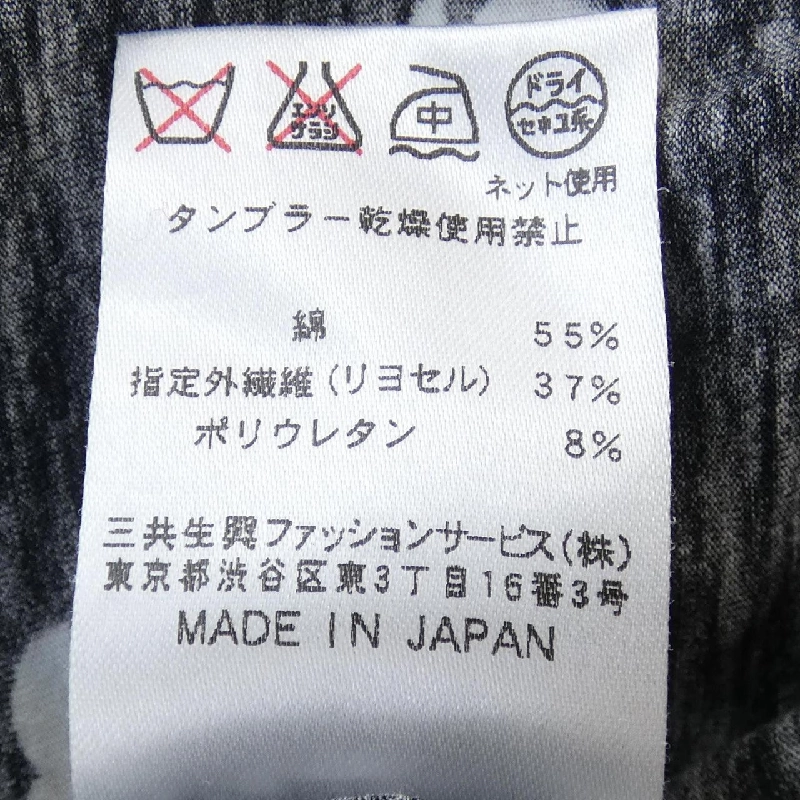 エンソ
サラシ
中
ドライ
セキユ系
ネット使用
タンブラー乾燥使用禁止
綿 55%
指定外繊維(リヨセル) 37%
ポリウレタン 8%
三共生興ファッションサービス(株)
東京都渋谷区東3丁目16番3号
MADE IN JAPAN